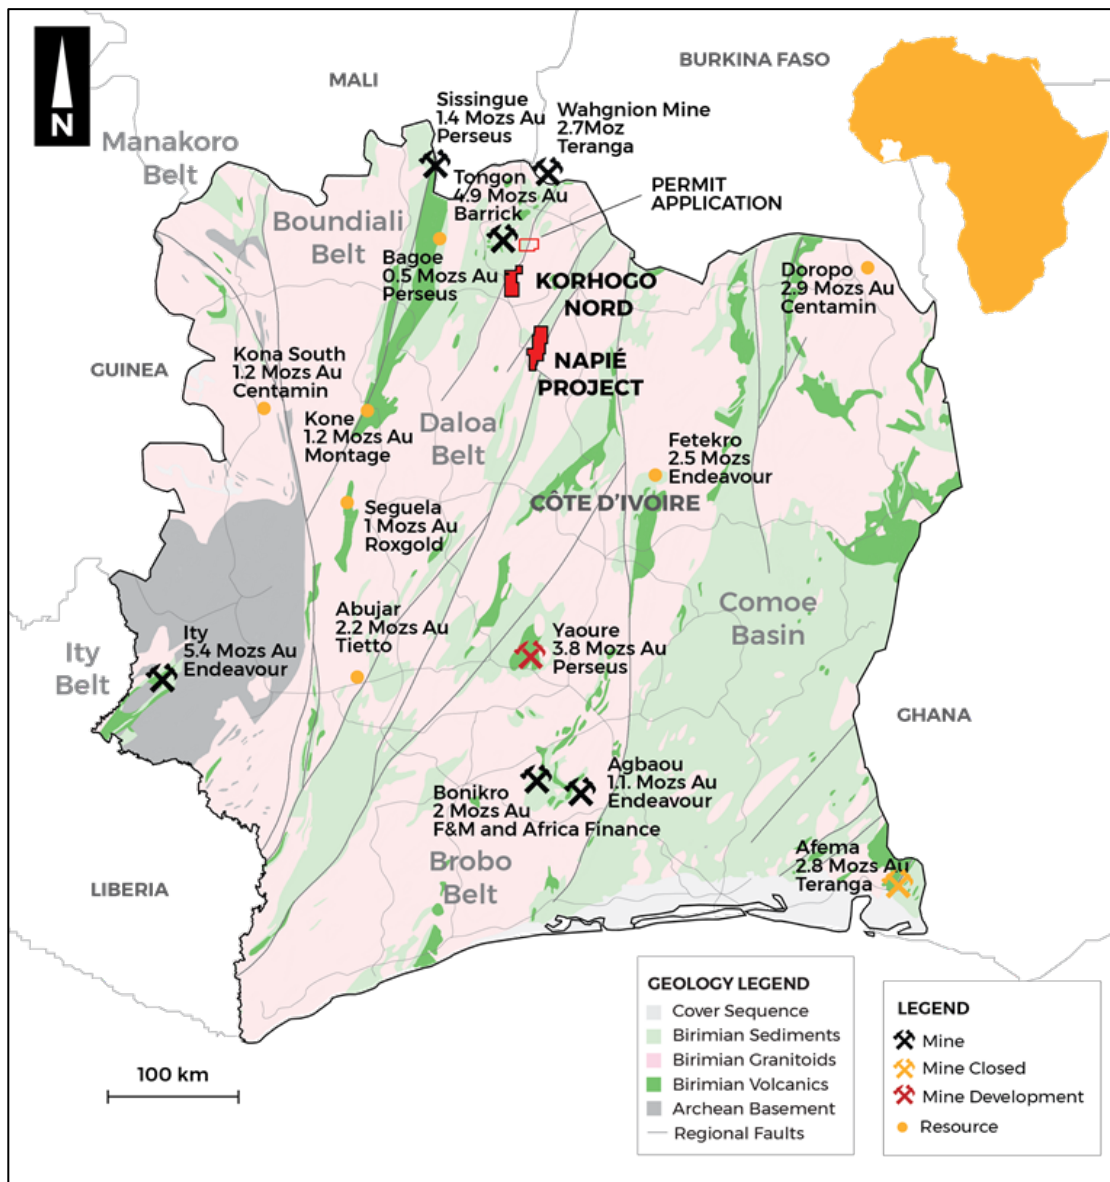 N
MALI
BURKINA FASO
Manakoro
Belt
Sissingue
1.4 Mozs Au
Perseus
Wahgnion Mine
2.7Moz
Teranga
Tongon
4.9 Mozs Au
Barrick
PERMIT
APPLICATION
Boundiali
Belt
Bagoe
0.5 Mozs Au
Perseus
KORHOGO
NORD
Doropo
2.9 Mozs Au
Centamin
NAPIÉ
PROJECT
GUINEA
Kona South
1.2 Mozs Au
Centamin
Kone
1.2 Mozs Au
Montage
Daloa
Belt
Fetekro
2.5 Mozs
Endeavour
CÔTE D'IVOIRE
Seguela
1 Mozs Au
Roxgold
Comoe
Basin
Abujar
2.2 Mozs Au
Tietto
Ity
Belt
Ity
5.4 Mozs Au
Endeavour
Yaoure
3.8 Mozs Au
Perseus
GHANA
Bonikro
2 Mozs Au
F&M and Africa Finance
Agbaou
1.1. Mozs Au
Endeavour
Brobo
Belt
Afema
2.8 Mozs Au
Teranga
LIBERIA
100 km
GEOLOGY LEGEND
Cover Sequence
Birimian Sediments
Birimian Granitoids
Birimian Volcanics
Archean Basement
Regional Faults
LEGEND
Mine
Mine Closed
Mine Development
Resource